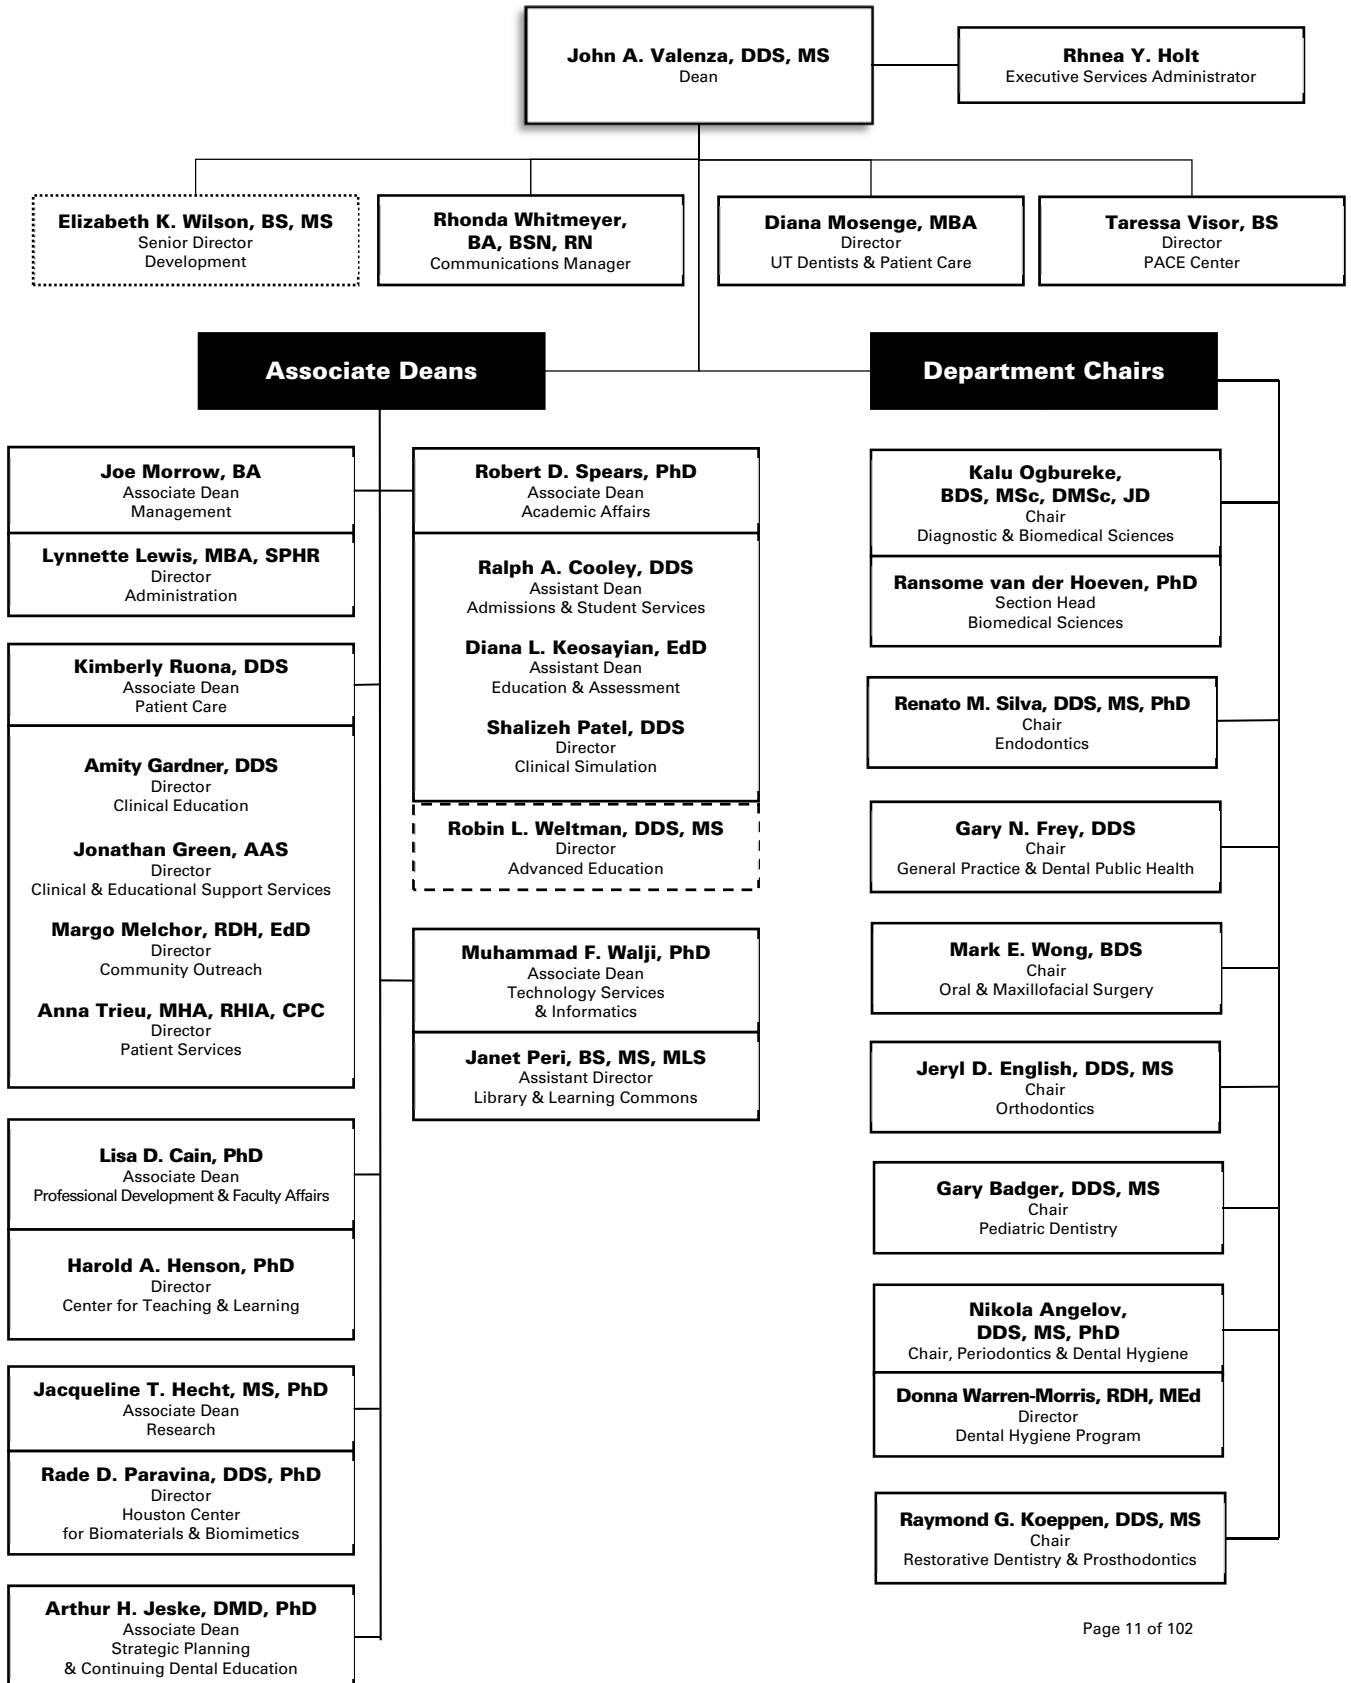 John A. Valenza, DDS, MS
Dean
Rhnea Y. Holt
Executive Services Administrator
Elizabeth K. Wilson, BS, MS
Senior Director
Development
Rhonda Whitmeyer,
BA, BSN, RN
Communications Manager
Diana Mosenge, MBA
Director
UT Dentists & Patient Care
Taressa Visor, BS
Director
PACE Center
Associate Deans
Joe Morrow, BA
Associate Dean
Management
Lynnette Lewis, MBA, SPHR
Director
Administration
Kimberly Ruona, DDS
Associate Dean
Patient Care
Amity Gardner, DDS
Director
Clinical Education
Jonathan Green, AAS
Director
Clinical & Educational Support Services
Margo Melchor, RDH, EdD
Director
Community Outreach
Anna Trieu, MHA, RHIA, CPC
Director
Patient Services
Lisa D. Cain, PhD
Associate Dean
Professional Development & Faculty Affairs
Harold A. Henson, PhD
Director
Center for Teaching & Learning
Jacqueline T. Hecht, MS, PhD
Associate Dean
Research
Rade D. Paravina, DDS, PhD
Director
Houston Center
for Biomaterials & Biomimetics
Arthur H. Jeske, DMD, PhD
Associate Dean
Strategic Planning
& Continuing Dental Education
Robert D. Spears, PhD
Associate Dean
Academic Affairs
Ralph A. Cooley, DDS
Assistant Dean
Admissions & Student Services
Diana L. Keosayian, EdD
Assistant Dean
Education & Assessment
Shalizeh Patel, DDS
Director
Clinical Simulation
Robin L. Weltman, DDS, MS
Director
Advanced Education
Muhammad F. Walji, PhD
Associate Dean
Technology Services
& Informatics
Janet Peri, BS, MS, MLS
Assistant Director
Library & Learning Commons
Department Chairs
Kalu Ogbureke,
BDS, MSc, DMSc, JD
Chair
Diagnostic & Biomedical Sciences
Ransome van der Hoeven, PhD
Section Head
Biomedical Sciences
Renato M. Silva, DDS, MS, PhD
Chair
Endodontics
Gary N. Frey, DDS
Chair
General Practice & Dental Public Health
Mark E. Wong, BDS
Chair
Oral & Maxillofacial Surgery
Jeryl D. English, DDS, MS
Chair
Orthodontics
Gary Badger, DDS, MS
Chair
Pediatric Dentistry
Nikola Angelov,
DDS, MS, PhD
Chair, Periodontics & Dental Hygiene
Donna Warren-Morris, RDH, MEd
Director
Dental Hygiene Program
Raymond G. Koeppen, DDS, MS
Chair
Restorative Dentistry & Prosthodontics
Page 11 of 102